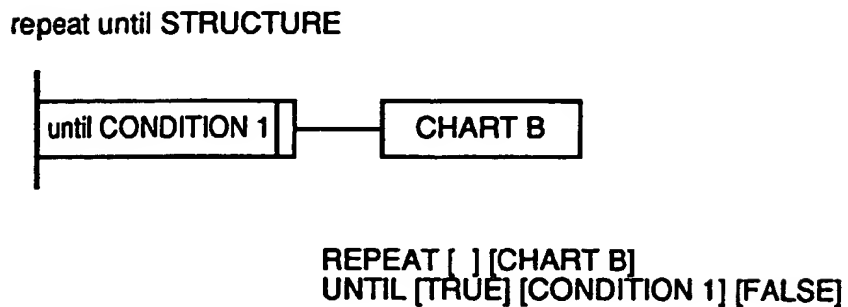 repeat until STRUCTURE
until CONDITION 1
CHART B
REPEAT [ ] [CHART B]
UNTIL [TRUE] [CONDITION 1] [FALSE]